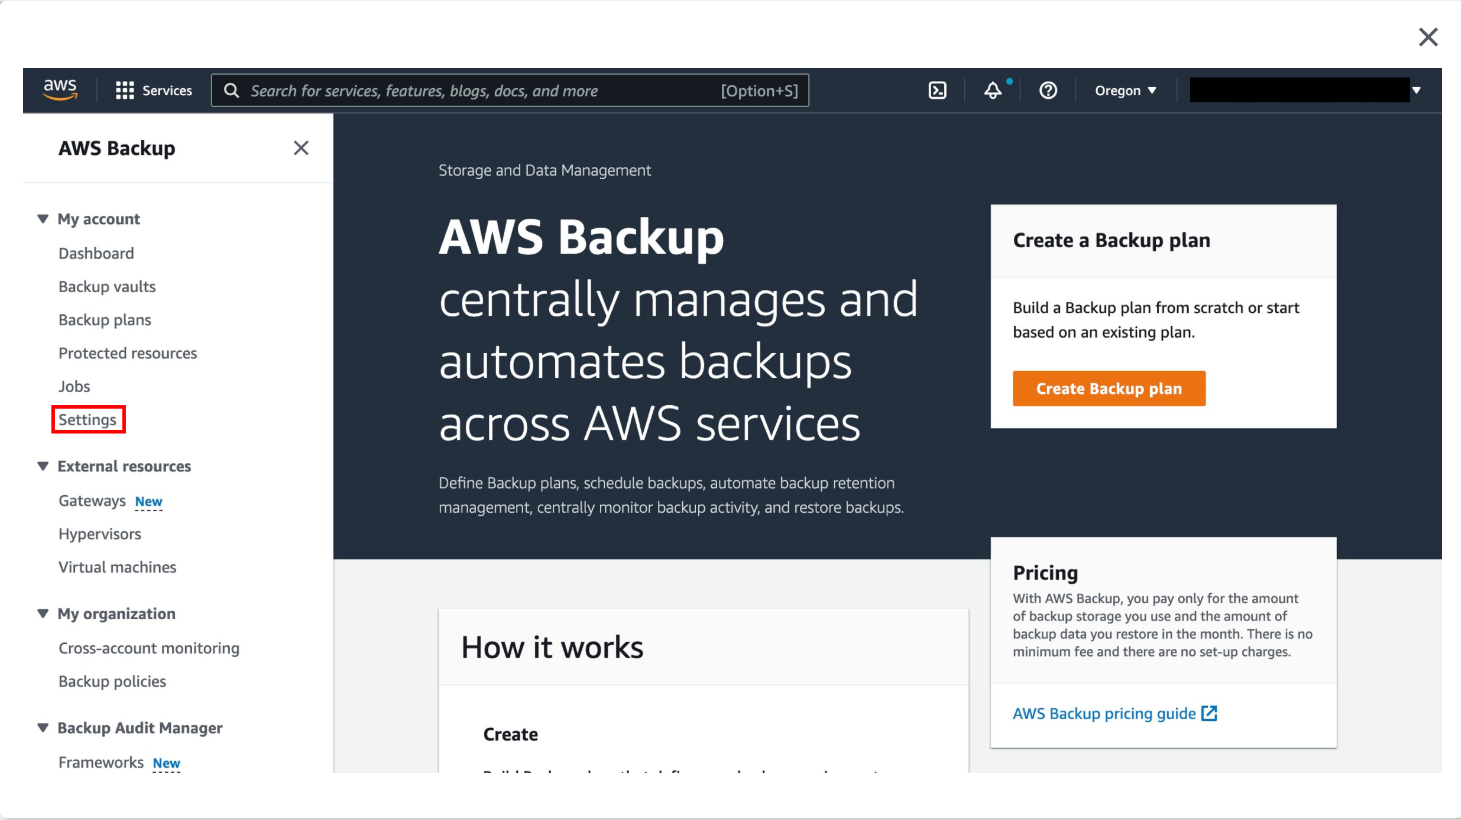 aws
Services
Search for services, features, blogs, docs, and more
[Option+S]
Oregon
AWS Backup
My account
Dashboard
Backup vaults
Backup plans
Protected resources
Jobs
Settings
External resources
Gateways New
Hypervisors
Virtual machines
My organization
Cross-account monitoring
Backup policies
Backup Audit Manager
Frameworks New
Storage and Data Management
AWS Backup
centrally manages and
automates backups
across AWS services
Define Backup plans, schedule backups, automate backup retention
management, centrally monitor backup activity, and restore backups.
Create a Backup plan
Build a Backup plan from scratch or start
based on an existing plan.
Create Backup plan
Pricing
With AWS Backup, you pay only for the amount
of backup storage you use and the amount of
backup data you restore in the month. There is no
minimum fee and there are no set-up charges.
AWS Backup pricing guide
How it works
Create